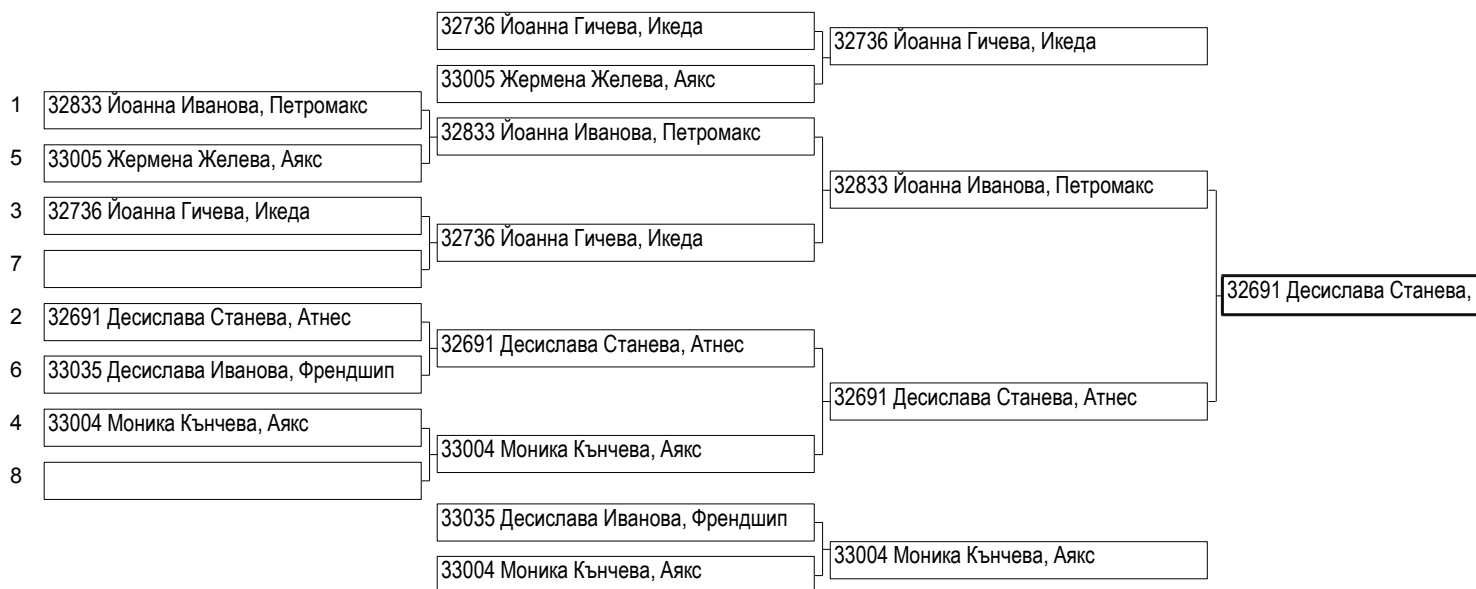 32736 Йоанна Гичева, Икеда
32736 Йоанна Гичева, Икеда
33005 Жермена Желева, Аякс
1 32833 Йоанна Иванова, Петромакс
32833 Йоанна Иванова, Петромакс
5 33005 Жермена Желева, Аякс
32833 Йоанна Иванова, Петромакс
3 32736 Йоанна Гичева, Икеда
32736 Йоанна Гичева, Икеда
7
32691 Десислава Станева,
2 32691 Десислава Станева, Атнес
32691 Десислава Станева, Атнес
6 33035 Десислава Иванова, Френдшип
32691 Десислава Станева, Атнес
4 33004 Моника Кънчева, Аякс
33004 Моника Кънчева, Аякс
8
33035 Десислава Иванова, Френдшип
33004 Моника Кънчева, Аякс
33004 Моника Кънчева, Аякс